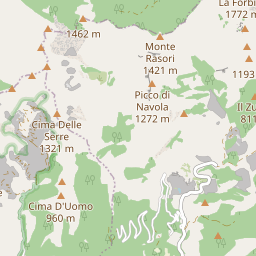 La Forbi
1772 m
1462 m
Monte
Rasori
1421 m
1193
Picco di
Navola
1272 m
Il Zu
811
Cima Delle
Serre
1321 m
Cima D'Uomo
960 m